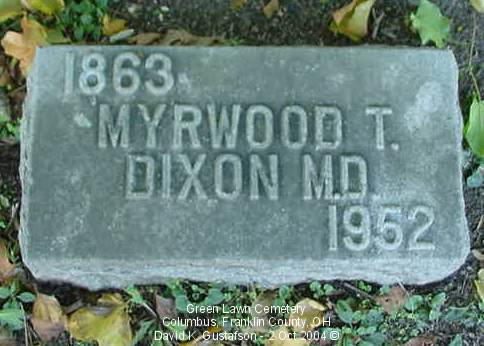 1863
MYRWOOD T.
DIXON M.D.
1952
Green Lawn Cemetery
Columbus, Franklin County, OH
David K. Gustafson - 2 Oct 2004 ©